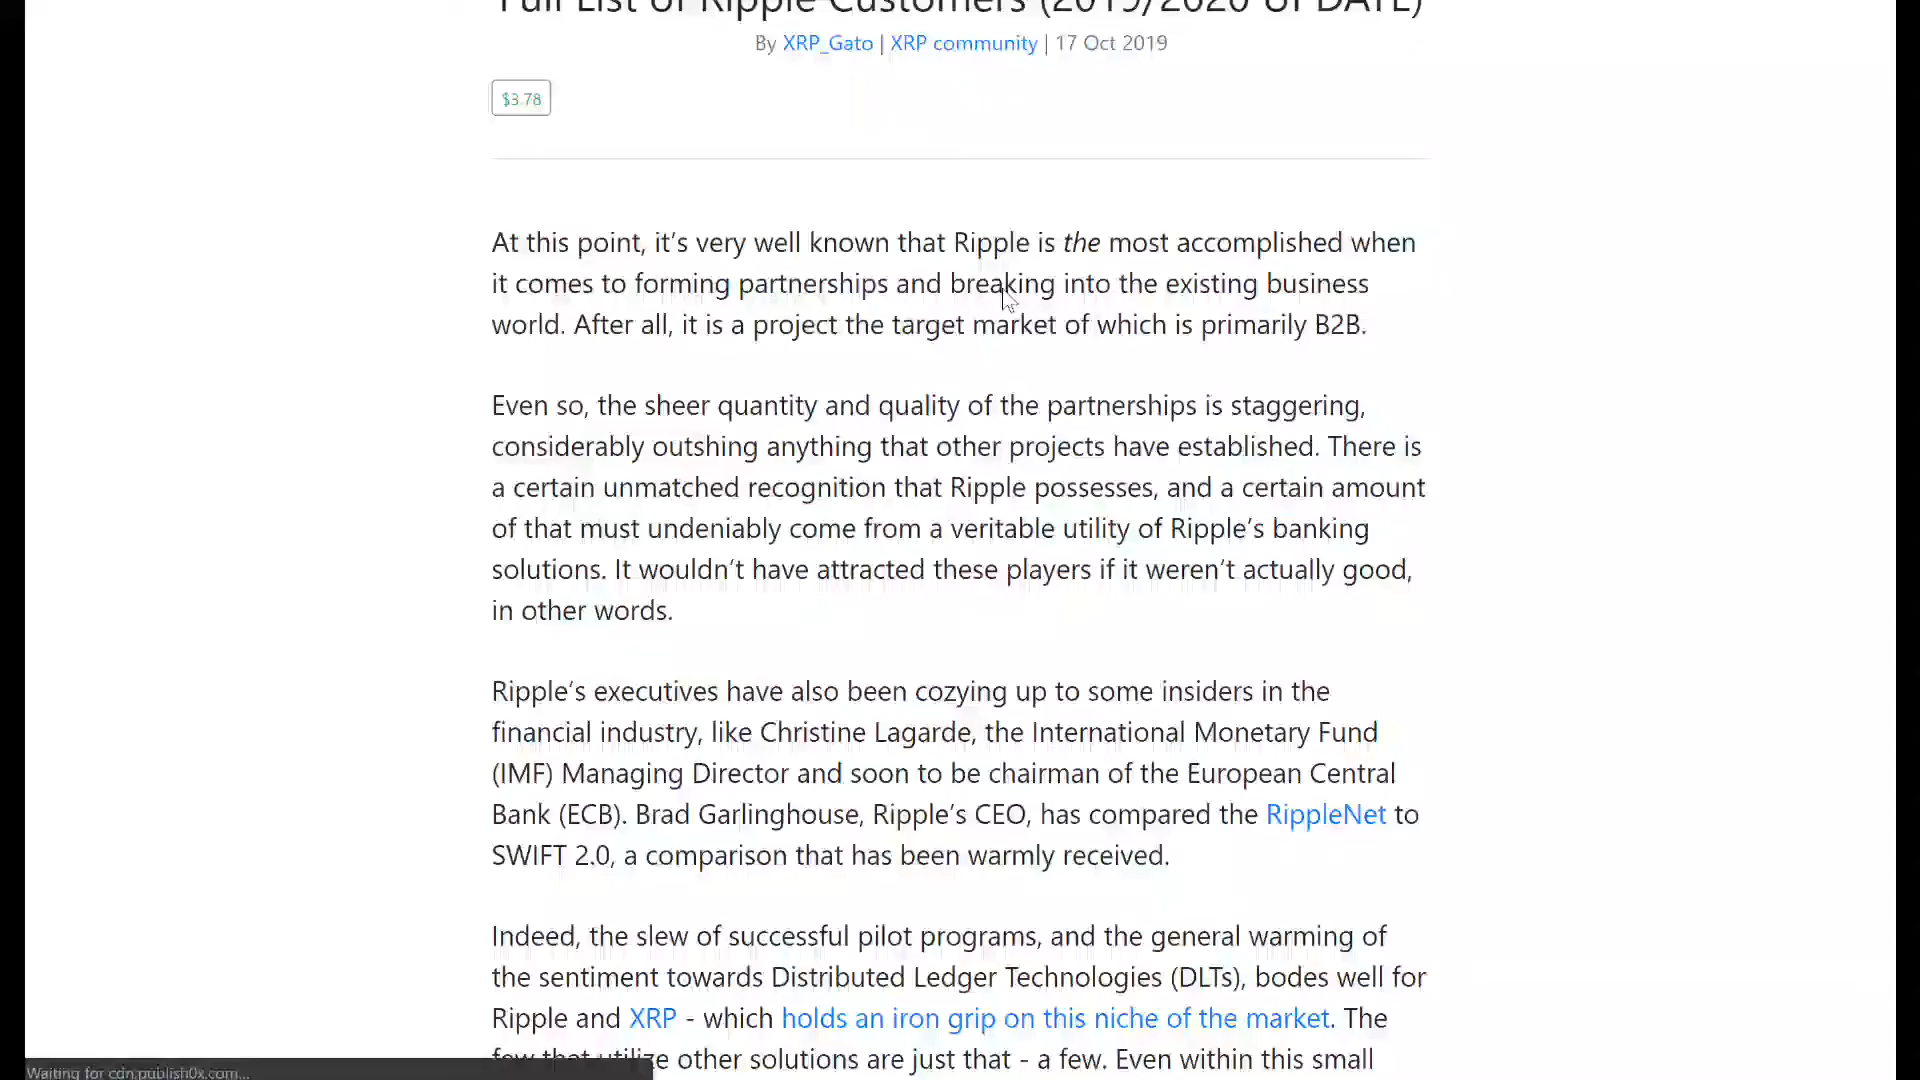 Full List of Ripple Customers (2019/2020 UPDATE)
By XRP_Gato | XRP community | 17 Oct 2019
$3.78
At this point, it's very well known that Ripple is the most accomplished when
it comes to forming partnerships and breaking into the existing business
world. After all, it is a project the target market of which is primarily B2B.
Even so, the sheer quantity and quality of the partnerships is staggering,
considerably outshing anything that other projects have established. There is
a certain unmatched recognition that Ripple possesses, and a certain amount
of that must undeniably come from a veritable utility of Ripple's banking
solutions. It wouldn't have attracted these players if it weren't actually good,
in other words.
Ripple's executives have also been cozying up to some insiders in the
financial industry, like Christine Lagarde, the International Monetary Fund
(IMF) Managing Director and soon to be chairman of the European Central
Bank (ECB). Brad Garlinghouse, Ripple's CEO, has compared the RippleNet to
SWIFT 2.0, a comparison that has been warmly received.
Indeed, the slew of successful pilot programs, and the general warming of
the sentiment towards Distributed Ledger Technologies (DLTs), bodes well for
Ripple and XRP - which holds an iron grip on this niche of the market. The
few that utilize other solutions are just that - a few. Even within this small
Waiting for cdn.publish0x.com...